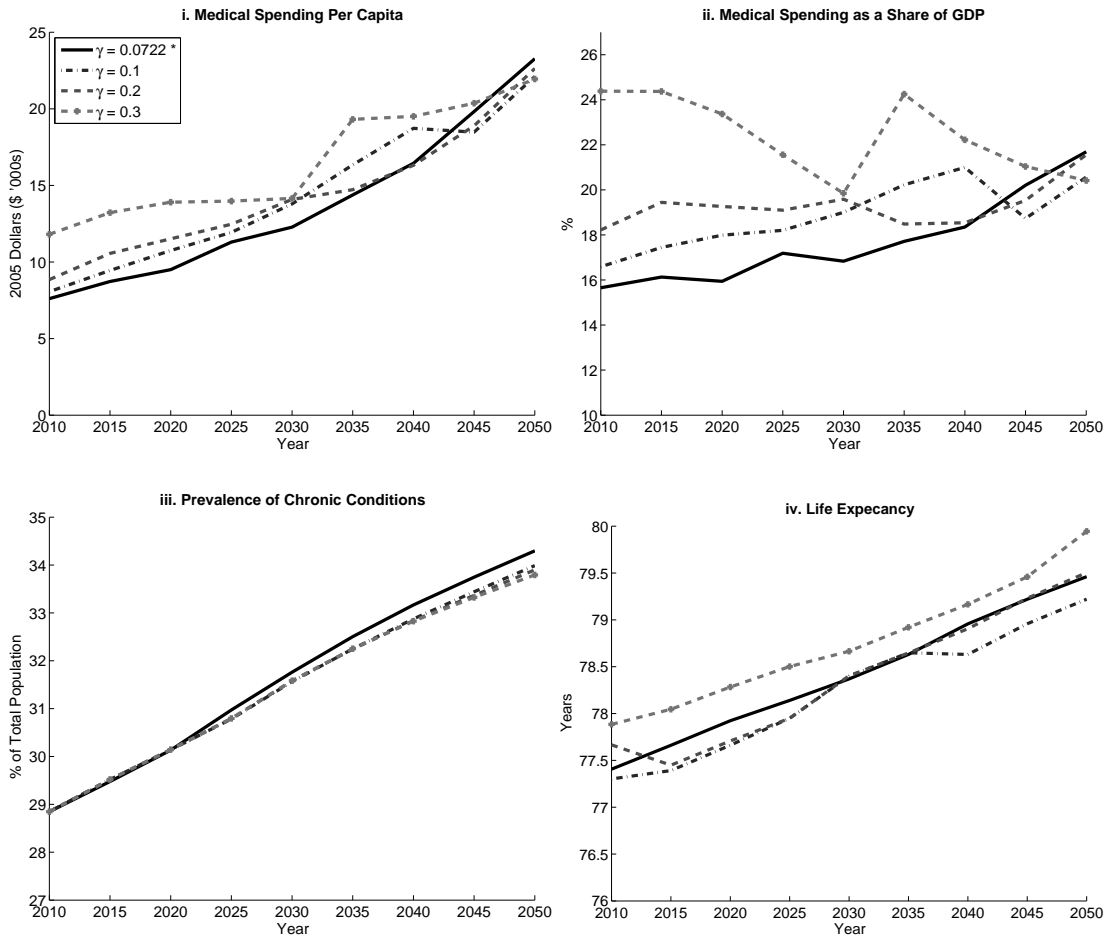 i. Medical Spending Per Capita
25
20
15
10
5
0
2005 Dollars ($ '000s)
γ = 0.0722 *
γ = 0.1
γ = 0.2
γ = 0.3
2010 2015 2020 2025 2030 2035 2040 2045 2050
Year
ii. Medical Spending as a Share of GDP
26
24
22
20
18
16
14
12
10
%
2010 2015 2020 2025 2030 2035 2040 2045 2050
Year
iii. Prevalence of Chronic Conditions
35
34
33
32
31
30
29
28
27
% of Total Population
2010 2015 2020 2025 2030 2035 2040 2045 2050
Year
iv. Life Expecancy
80
79.5
79
78.5
78
77.5
77
76.5
76
Years
2010 2015 2020 2025 2030 2035 2040 2045 2050
Year